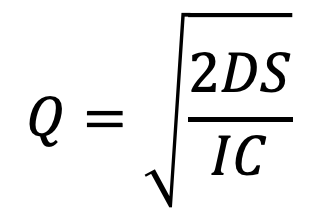 Q = √(2DS / IC)